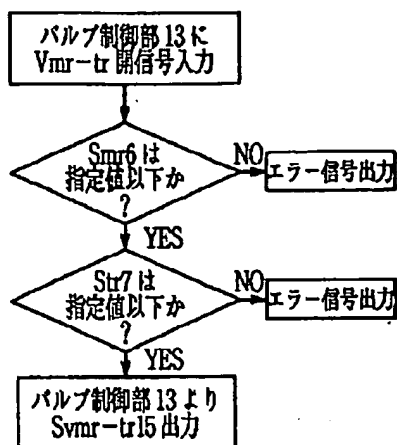 バルブ制御部13に
Vmr−tr開信号入力
Smr6は
指定値以下か
?
NO
エラー信号出力
YES
Str7は
指定値以下か
?
NO
エラー信号出力
YES
バルブ制御部13より
Svmr−tr15出力